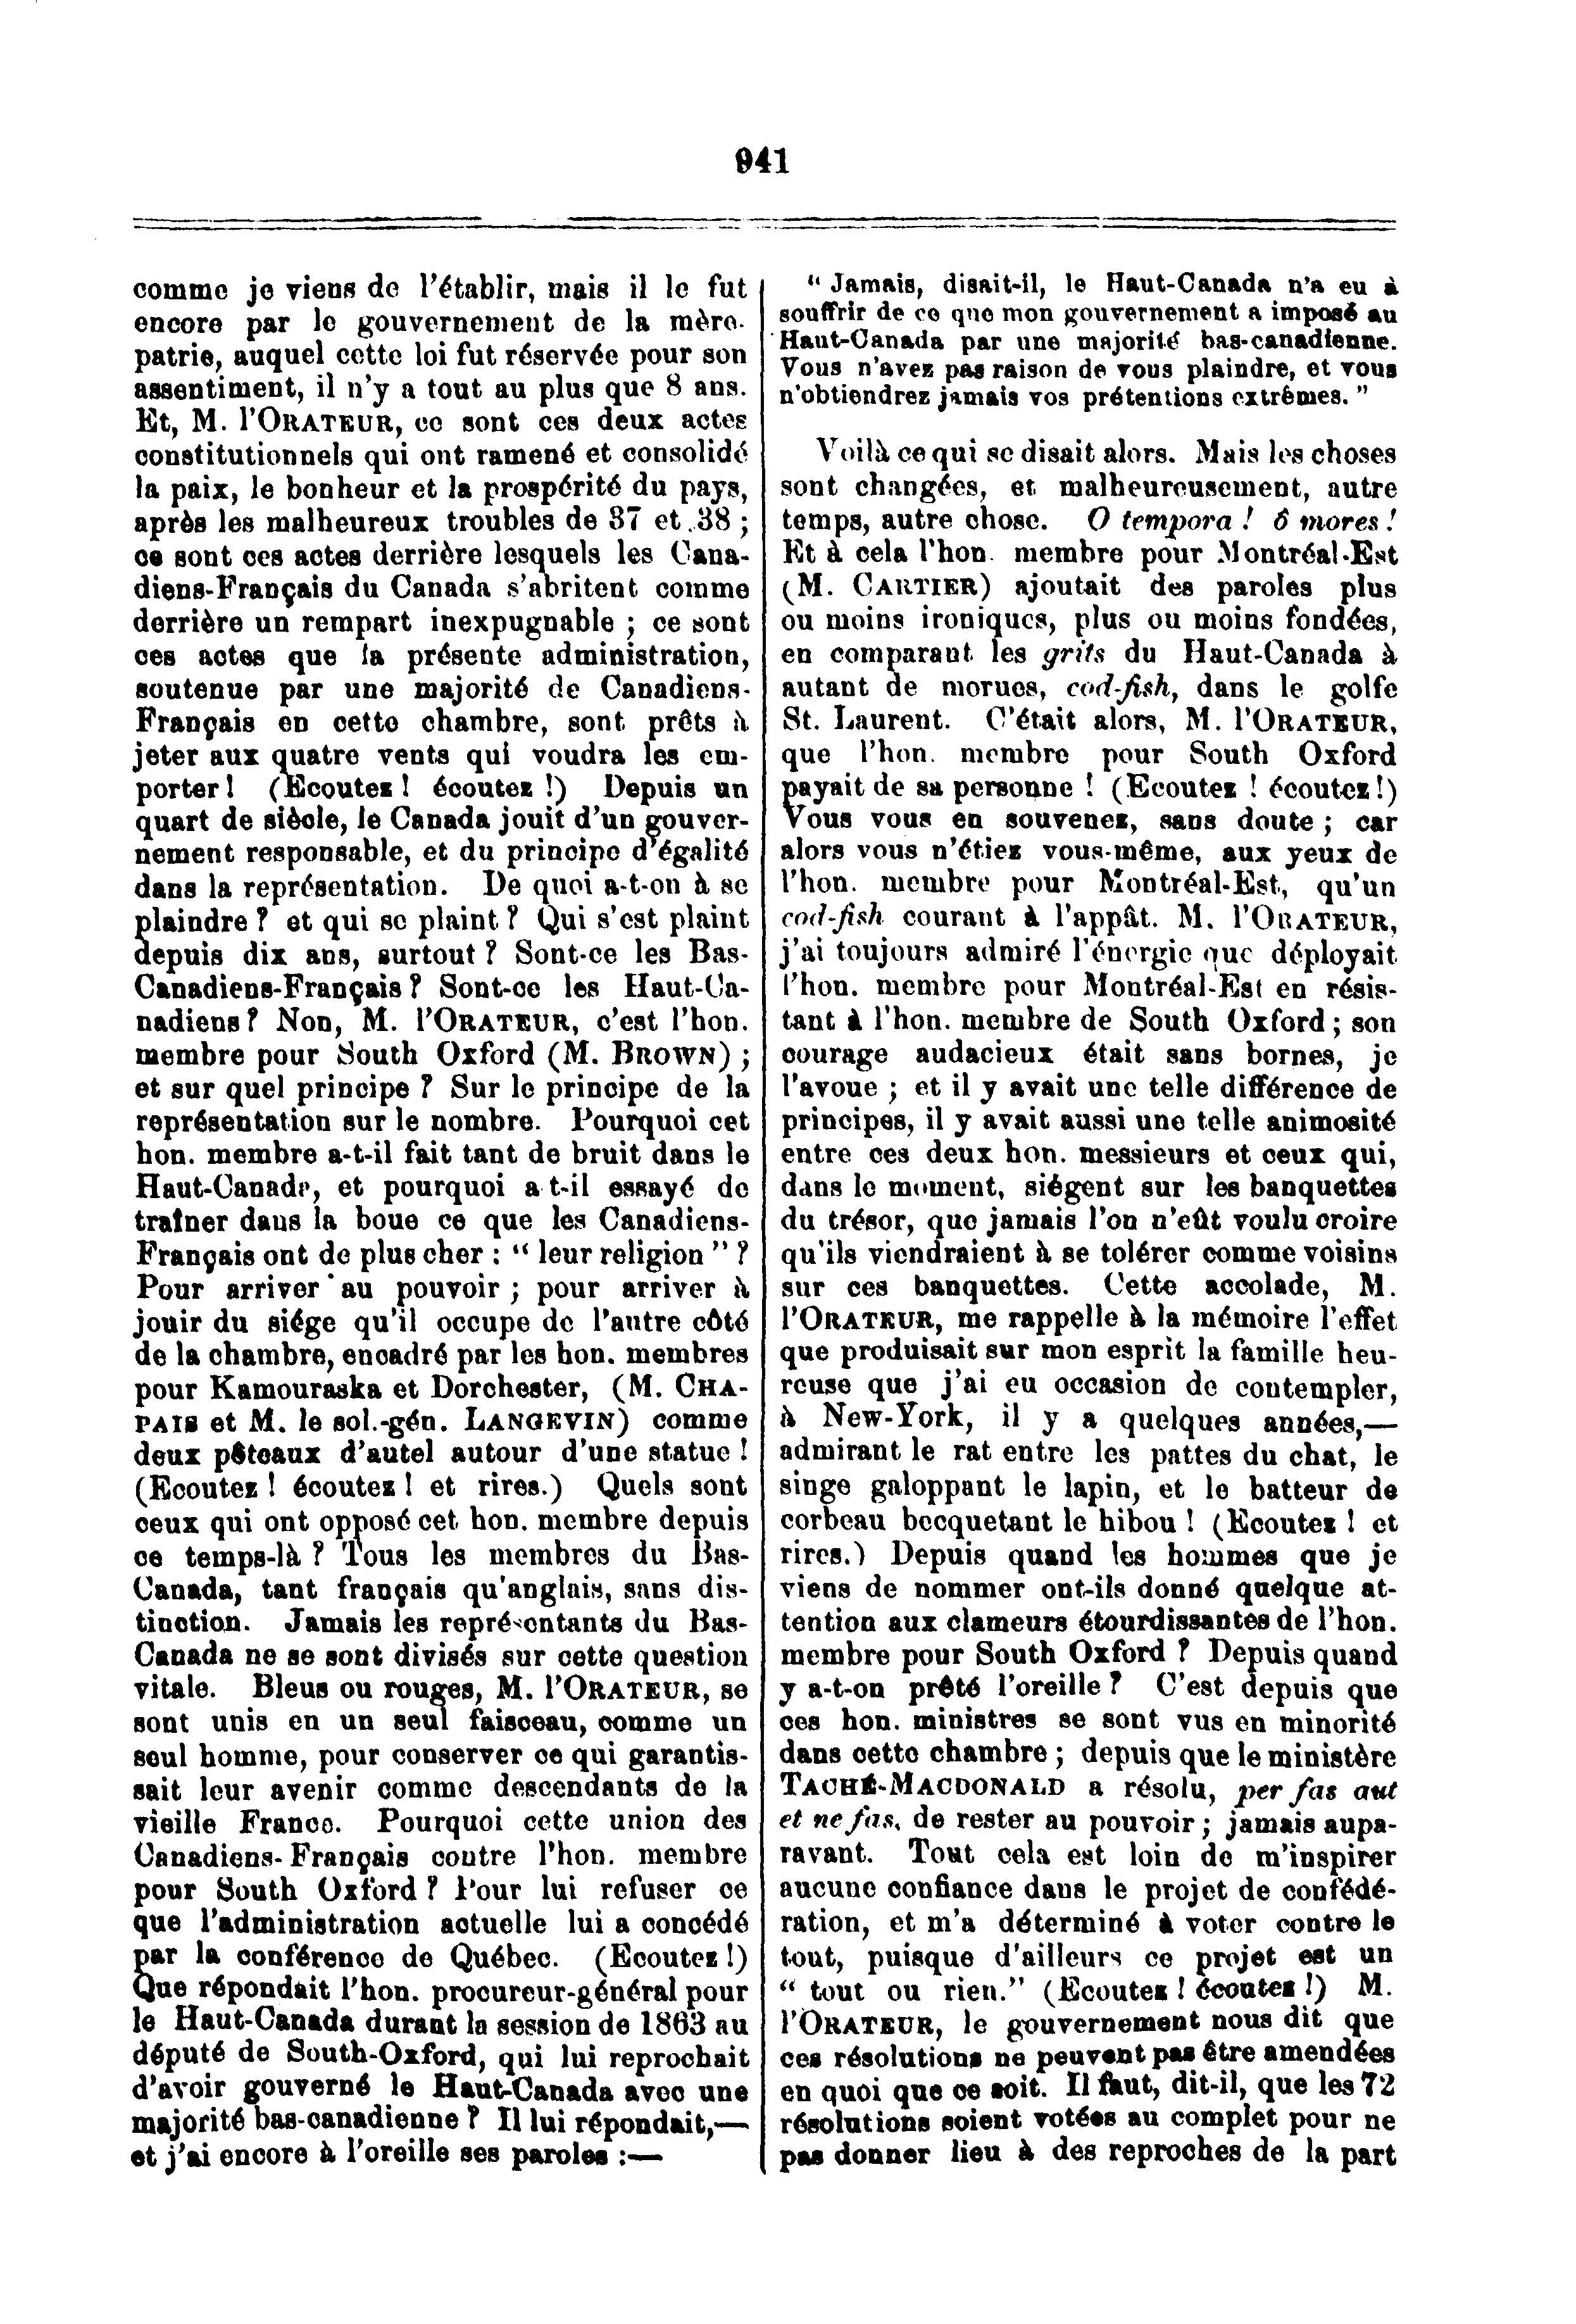 941
comme je viens de l'établir, mais il le fut
encore par le gouvernement de la mère-
patrie, auquel cette loi fut réservée pour son
assentiment, il n'y a tout au plus que 8 ans.
Et, M. l'ORATEUR, ce sont ces deux actes
constitutionnels qui ont ramené et consolidé
la paix, le bonheur et la prospérité du pays,
après les malheureux troubles de 37 et 38 ;
ce sont ces actes derrière lesquels les Cana-
diens-Français du Canada s'abritent comme
derrière un rempart inexpugnable ; ce sont
ces actes que la présente administration,
soutenue par une majorité de Canadiens-
Français en cette chambre, sont prêts à
jeter aux quatre vents qui voudra les em-
porter ! (Ecoutez ! écoutez !) Depuis un
quart de siècle, le Canada jouit d'un gouver-
nement responsable, et du principe d'égalité
dans la représentation. De quoi a-t-on à se
plaindre ? et qui se plaint ? Qui s'est plaint
depuis dix ans, surtout ? Sont-ce les Bas-
Canadiens-Français ? Sont-ce les Haut-Ca-
nadiens ? Non, M. l'ORATEUR, c'est l'hon.
membre pour South Oxford (M. BROWN) ;
et sur quel principe ? Sur le principe de la
représentation sur le nombre. Pourquoi cet
hon. membre a-t-il fait tant de bruit dans le
Haut-Canada, et pourquoi a-t-il essayé de
traîner dans la boue ce que les Canadiens-
Français ont de plus cher : “ leur religion ” ?
Pour arriver au pouvoir ; pour arriver à
jouir du siége qu'il occupe de l'autre côté
de la chambre, encadré par les hon. membres
pour Kamouraska et Dorchester, (M. CHA-
PAIS et M. le sol.-gén. LANGEVIN) comme
deux pôteaux d'autel autour d'une statue !
(Ecoutez ! écoutez ! et rires.) Quels sont
ceux qui ont opposé cet hon. membre depuis
ce temps-là ? Tous les membres du Bas-
Canada, tant français qu'anglais, sans dis-
tinction. Jamais les représentants du Bas-
Canada ne se sont divisés sur cette question
vitale. Bleus ou rouges, M. l'ORATEUR, se
sont unis en un seul faisceau, comme un
seul homme, pour conserver ce qui garantis-
sait leur avenir comme descendants de la
vieille France. Pourquoi cette union des
Canadiens-Français contre l'hon. membre
pour South Oxford ? Pour lui refuser ce
que l'administration actuelle lui a concédé
par la conférence de Québec. (Ecoutez !)
Que répondait l'hon. procureur-général pour
le Haut-Canada durant la session de 1863 au
député de South-Oxford, qui lui reprochait
d'avoir gouverné le Haut-Canada avec une
majorité bas-canadienne ? Il lui répondait,—
et j'ai encore à l'oreille ses paroles :—
“ Jamais, disait-il, le Haut-Canada n'a eu à
souffrir de ce que mon gouvernement a imposé au
Haut-Canada par une majorité bas-canadienne.
Vous n'avez pas raison de vous plaindre, et vous
n'obtiendrez jamais vos prétentions extrêmes. ”
Voilà ce qui se disait alors. Mais les choses
sont changées, et malheureusement, autre
temps, autre chose. O tempora ! ô mores !
Et à cela l'hon. membre pour Montréal-Est
(M. CARTIER) ajoutait des paroles plus
ou moins ironiques, plus ou moins fondées,
en comparant les grits du Haut-Canada à
autant de morues, cod-fish, dans le golfe
St. Laurent. C'était alors, M. l'ORATEUR,
que l'hon. membre pour South Oxford
payait de sa personne ! (Ecoutez ! écoutez !)
Vous vous en souvenez, sans doute ; car
alors vous n'étiez vous-même, aux yeux de
l'hon. membre pour Montréal-Est, qu'un
cod-fish courant à l'appât. M. l'ORATEUR,
j'ai toujours admiré l'énergie que déployait
l'hon. membre pour Montréal-Est en résis-
tant à l'hon. membre de South Oxford ; son
courage audacieux était sans bornes, je
l'avoue ; et il y avait une telle différence de
principes, il y avait aussi une telle animosité
entre ces deux hon. messieurs et ceux qui,
dans le moment, siégent sur les banquettes
du trésor, que jamais l'on n'eût voulu croire
qu'ils viendraient à se tolérer comme voisins
sur ces banquettes. Cette accolade, M.
l'ORATEUR, me rappelle à la mémoire l'effet
que produisait sur mon esprit la famille heu-
reuse que j'ai eu occasion de contempler,
à New-York, il y a quelques années,—
admirant le rat entre les pattes du chat, le
singe galoppant le lapin, et le batteur de
corbeau becquetant le hibou ! (Ecoutez ! et
rires.) Depuis quand les hommes que je
viens de nommer ont-ils donné quelque at-
tention aux clameurs étourdissantes de l'hon.
membre pour South Oxford ? Depuis quand
y a-t-on prêté l'oreille ? C'est depuis que
ces hon. ministres se sont vus en minorité
dans cette chambre ; depuis que le ministère
TACHÉ-MACDONALD a résolu, per fas aut
et ne fas, de rester au pouvoir ; jamais aupa-
ravant. Tout cela est loin de m'inspirer
aucune confiance dans le projet de confédé-
ration, et m'a déterminé à voter contre le
tout, puisque d'ailleurs ce projet est un
“ tout ou rien.” (Ecoutez ! écoutez !) M.
l'ORATEUR, le gouvernement nous dit que
ces résolutions ne peuvent pas être amendées
en quoi que ce soit. Il faut, dit-il, que les 72
résolutions soient votées au complet pour ne
pas donner lieu à des reproches de la part